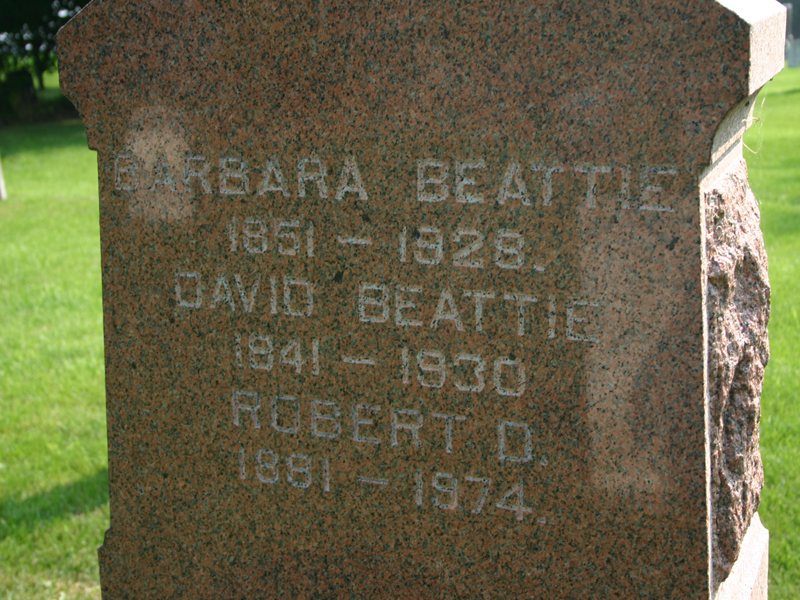 BARBARA BEATTIE
1851 - 1928.
DAVID BEATTIE
1841 - 1930
ROBERT D.
1881 - 1974.